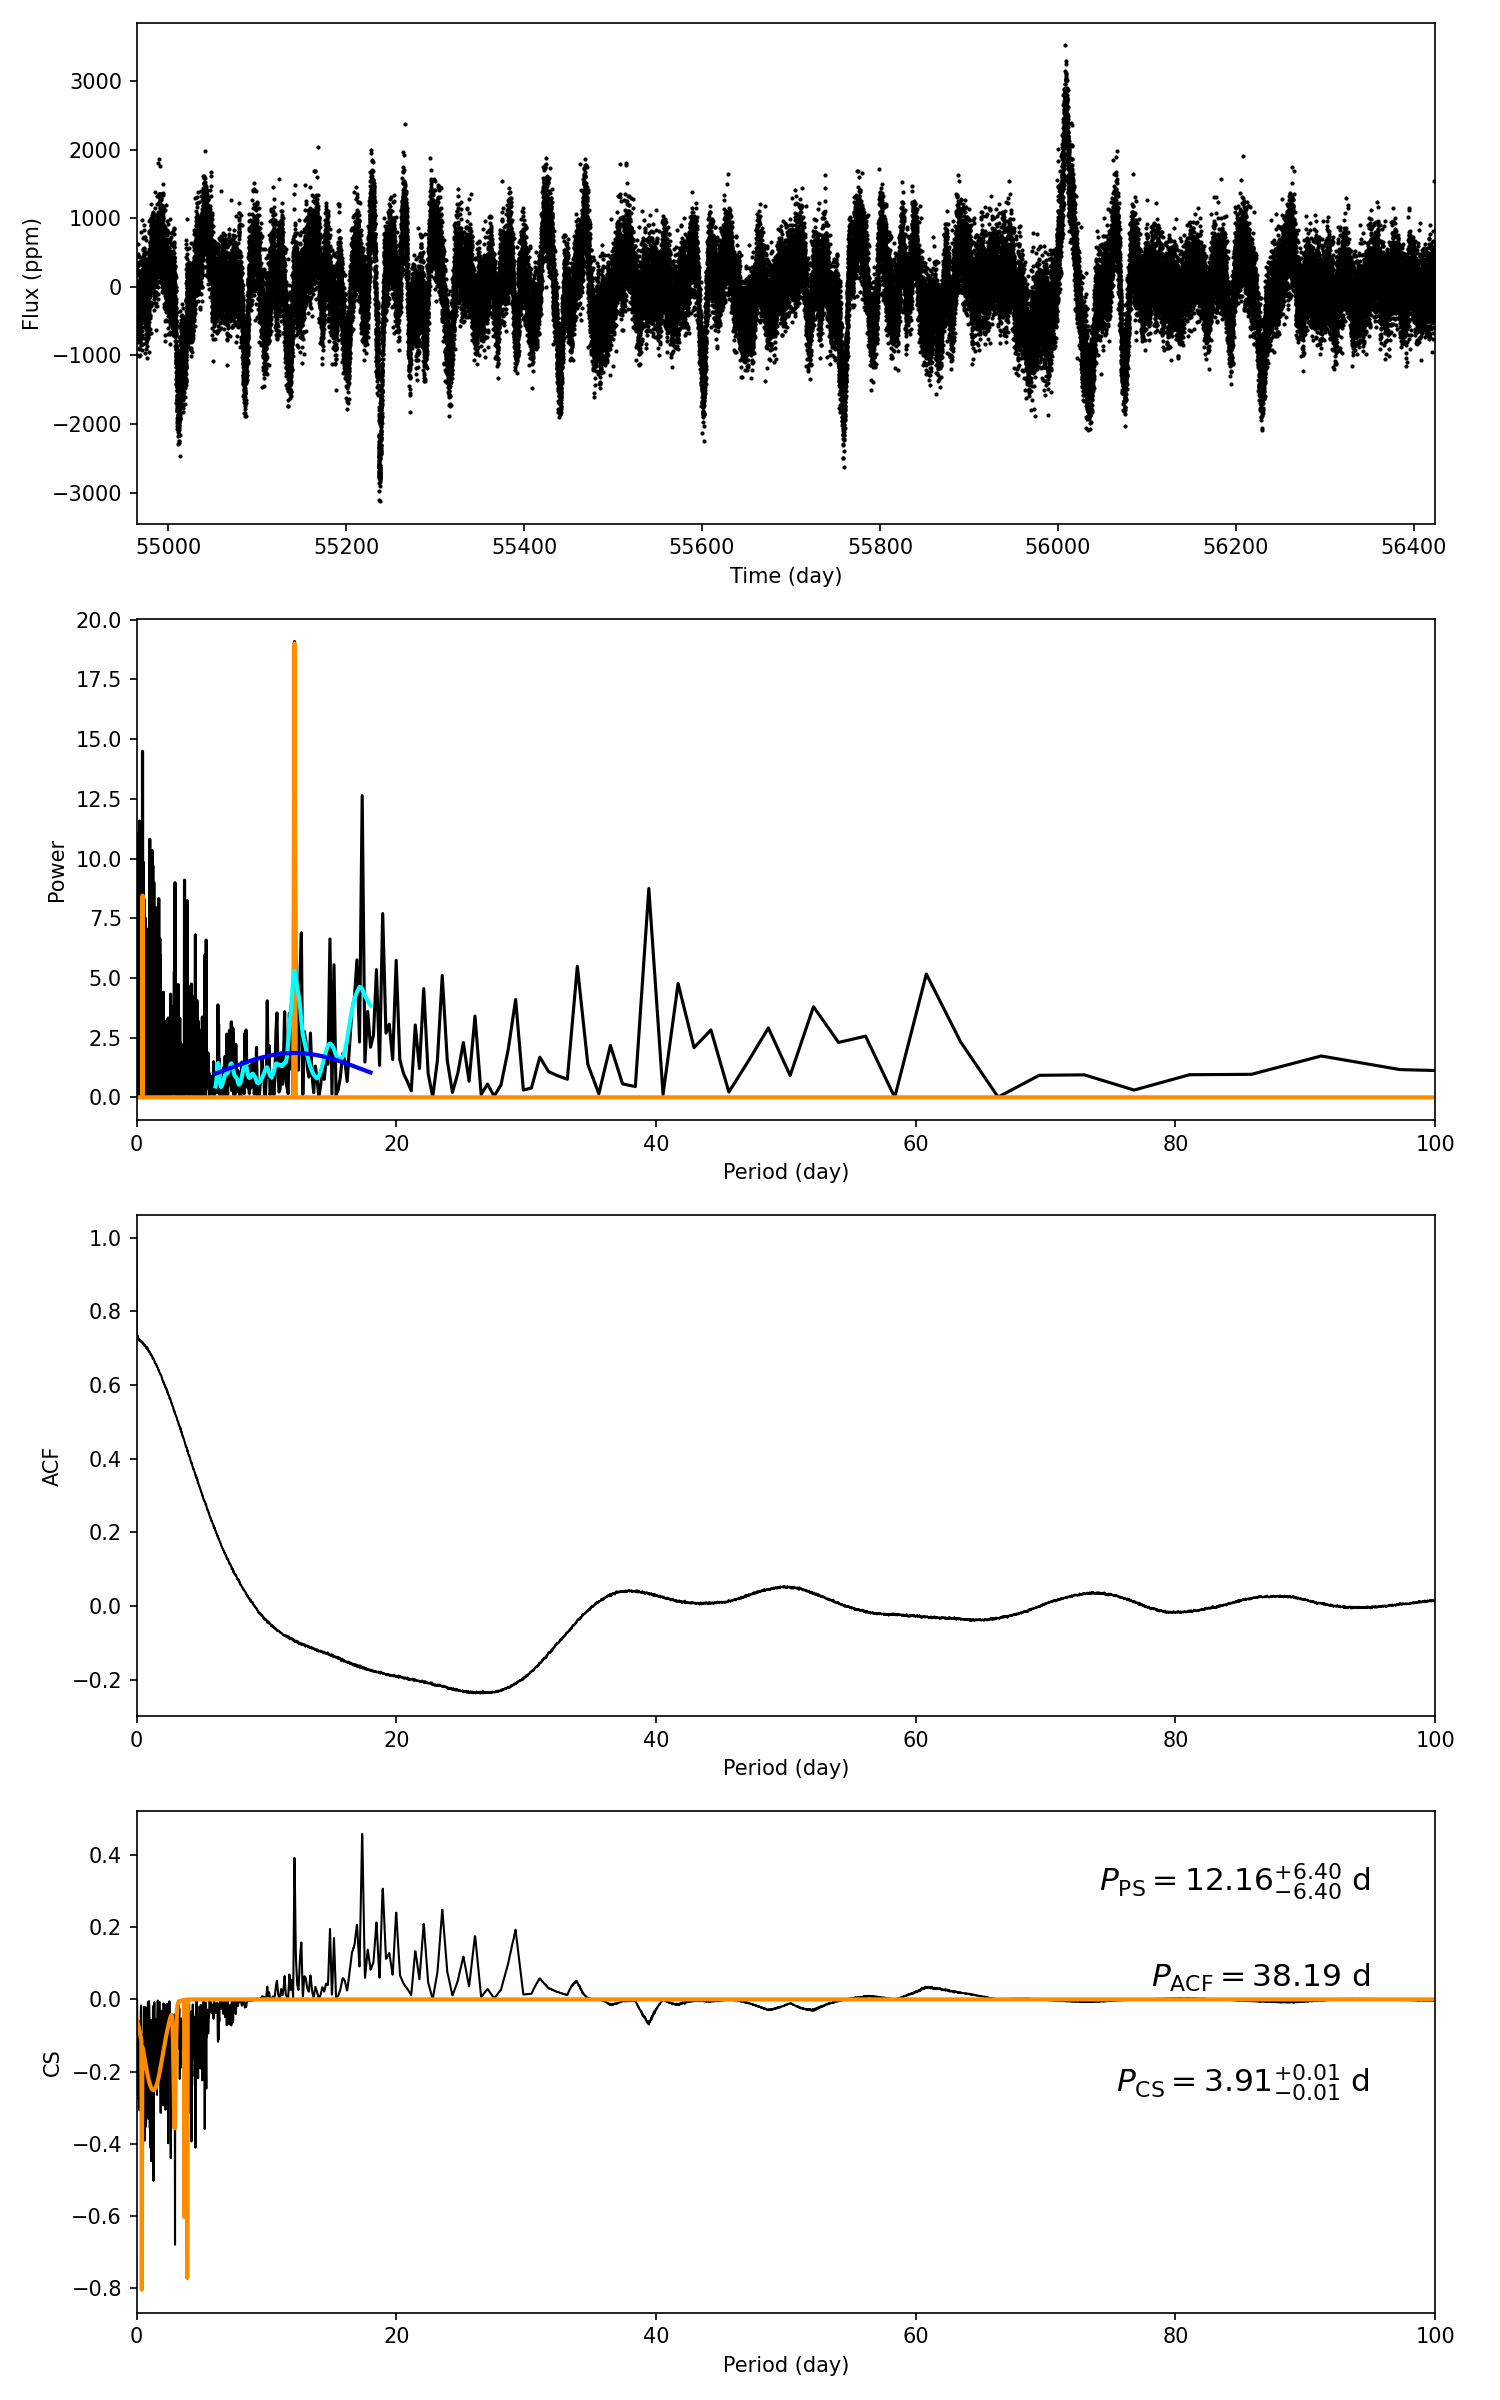 3000
2000
1000
0
−1000
−2000
−3000
Flux (ppm)
55000 55200 55400 55600 55800 56000 56200 56400
Time (day)
20.0
17.5
15.0
12.5
10.0
7.5
5.0
2.5
0.0
Power
0 20 40 60 80 100
Period (day)
1.0
0.8
0.6
0.4
0.2
0.0
−0.2
ACF
0 20 40 60 80 100
Period (day)
0.4
0.2
0.0
−0.2
−0.4
−0.6
−0.8
CS
P_PS = 12.16^{+6.40}_{−6.40} d
P_ACF = 38.19 d
P_CS = 3.91^{+0.01}_{−0.01} d
0 20 40 60 80 100
Period (day)